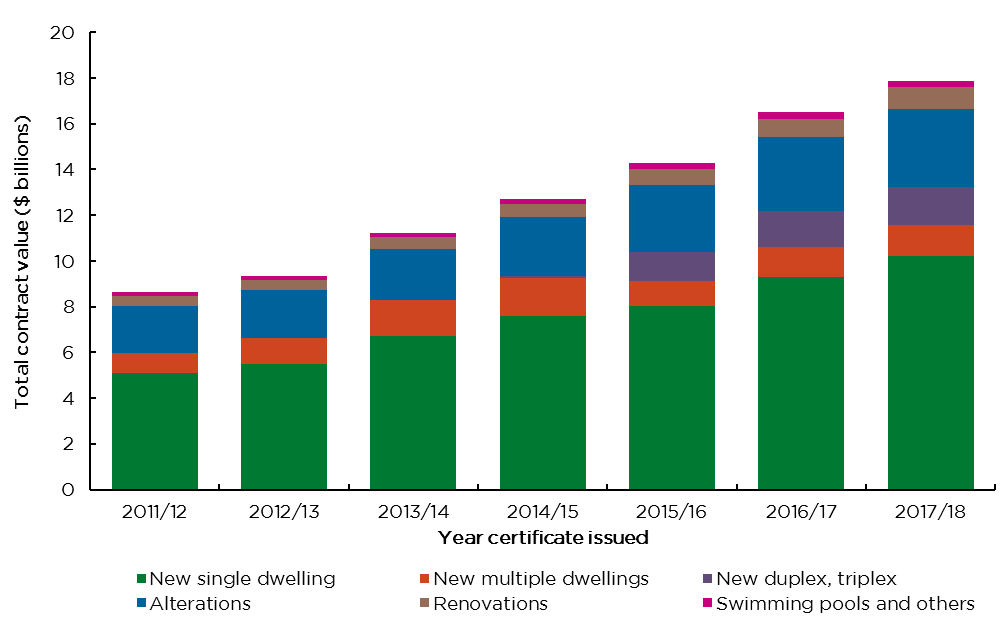 Total contract value ($ billions)
20
18
16
14
12
10
8
6
4
2
0
2011/12 2012/13 2013/14 2014/15 2015/16 2016/17 2017/18
Year certificate issued
New single dwelling New multiple dwellings New duplex, triplex
Alterations Renovations Swimming pools and others